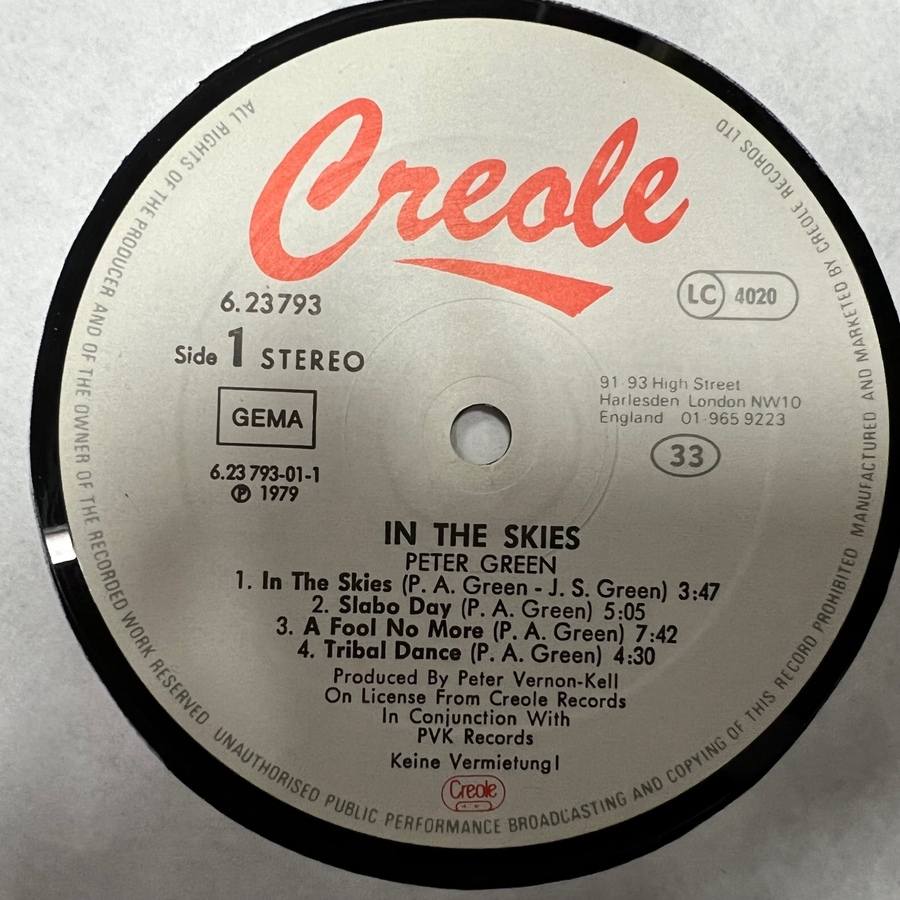 Creole
6.23793
LC 4020
Side 1 STEREO
GEMA
91 93 High Street
Harlesden London NW10
England 01 965 9223
33
6.23 793-01-1
℗ 1979
IN THE SKIES
PETER GREEN
1. In The Skies (P. A. Green - J. S. Green) 3:47
2. Slabo Day (P. A. Green) 5:05
3. A Fool No More (P. A. Green) 7:42
4. Tribal Dance (P. A. Green) 4:30
Produced By Peter Vernon-Kell
On License From Creole Records
In Conjunction With
PVK Records
Keine Vermietung!
Creole
ALL RIGHTS OF THE PRODUCER AND OF THE OWNER OF THE RECORDED WORK RESERVED UNAUTHORISED PUBLIC PERFORMANCE BROADCASTING AND COPYING OF THIS RECORD PROHIBITED MANUFACTURED AND MARKETED BY CREOLE RECORDS LTD